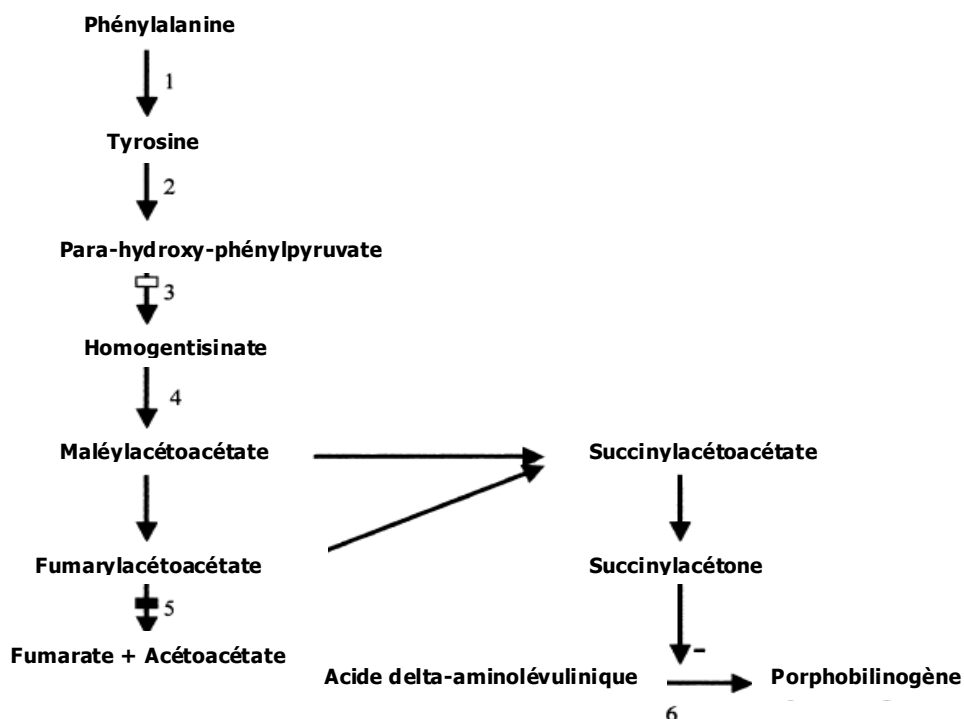 Phénylalanine
1
Tyrosine
2
Para-hydroxy-phénylpyruvate
3
Homogentisinate
4
Maléylacétoacétate Succinylacétoacétate
Fumarylacétoacétate Succinylacétone
5
Fumarate + Acétoacétate
-
Acide delta-aminolévulinique Porphobilinogène
6